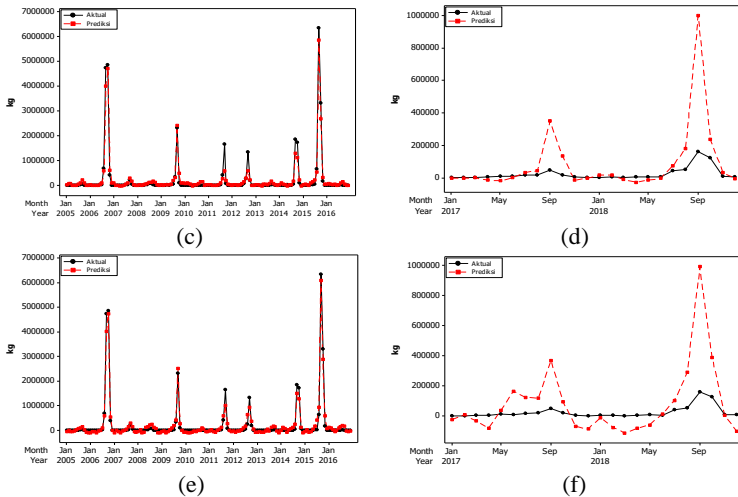 7000000
6000000
5000000
4000000
3000000
2000000
1000000
0
kg
Aktual
Prediksi
Month Jan Jan Jan Jan Jan Jan Jan Jan Jan Jan Jan Jan
Year 2005 2006 2007 2008 2009 2010 2011 2012 2013 2014 2015 2016
(c)
1000000
800000
600000
400000
200000
0
kg
Aktual
Prediksi
Month Jan May Sep Jan May Sep
Year 2017 2018
(d)
7000000
6000000
5000000
4000000
3000000
2000000
1000000
0
kg
Aktual
Prediksi
Month Jan Jan Jan Jan Jan Jan Jan Jan Jan Jan Jan Jan
Year 2005 2006 2007 2008 2009 2010 2011 2012 2013 2014 2015 2016
(e)
1000000
800000
600000
400000
200000
0
kg
Aktual
Prediksi
Month Jan May Sep Jan May Sep
Year 2017 2018
(f)